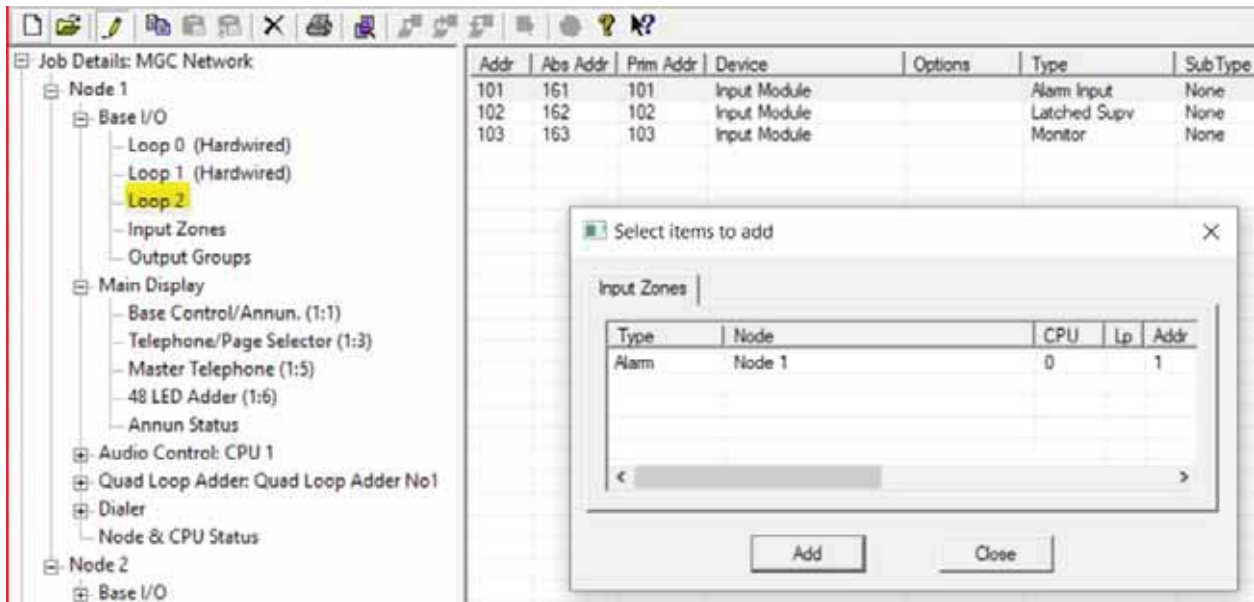 Job Details: MGC Network
Node 1
Base I/O
Loop 0 (Hardwired)
Loop 1 (Hardwired)
Loop 2
Input Zones
Output Groups
Main Display
Base Control/Annun. (1:1)
Telephone/Page Selector (1:3)
Master Telephone (1:5)
48 LED Adder (1:6)
Annun Status
Audio Control: CPU 1
Quad Loop Adder: Quad Loop Adder No1
Dialer
Node & CPU Status
Node 2
Base I/O
Addr Abs Addr Prim Addr Device Options Type SubType
101 161 101 Input Module Alarm Input None
102 162 102 Input Module Latched Supv None
103 163 103 Input Module Monitor None
Select items to add
Input Zones
Type Node CPU Lp Addr
Alarm Node 1 0 1
Add Close